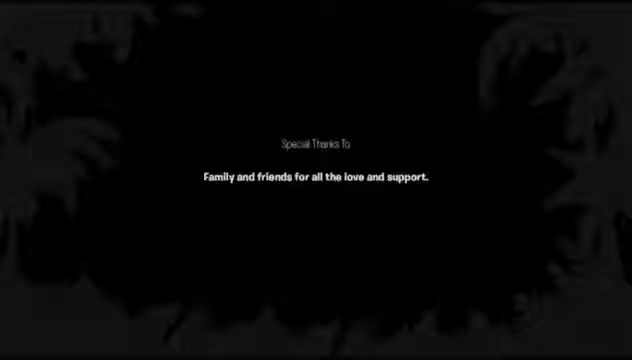 Special Thanks To
Family and friends for all the love and support.